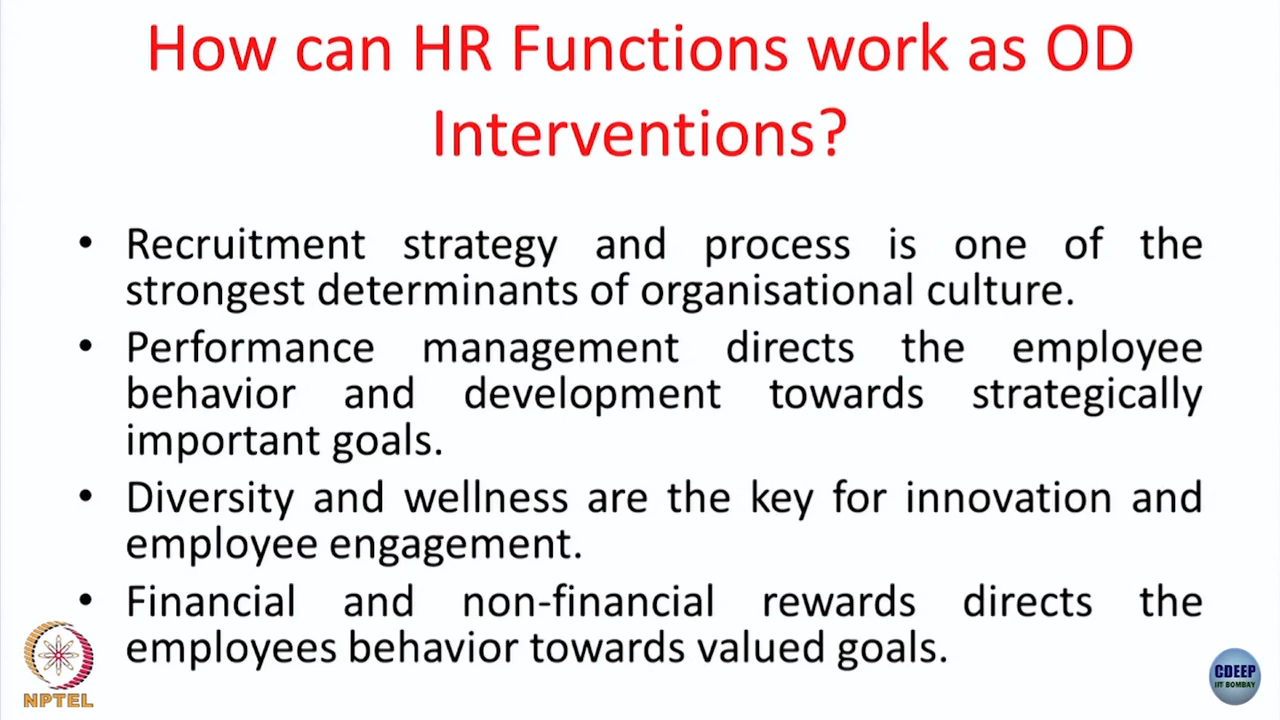 How can HR Functions work as OD
Interventions?
• Recruitment strategy and process is one of the
strongest determinants of organisational culture.
• Performance management directs the employee
behavior and development towards strategically
important goals.
• Diversity and wellness are the key for innovation and
employee engagement.
• Financial and non-financial rewards directs the
employees behavior towards valued goals.
NPTEL
CDEEP
IIT BOMBAY